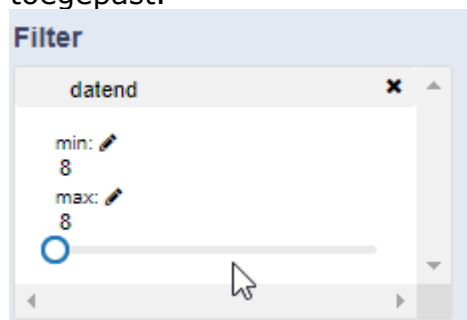 toegepast.
Filter
datend
min:
8
max:
8